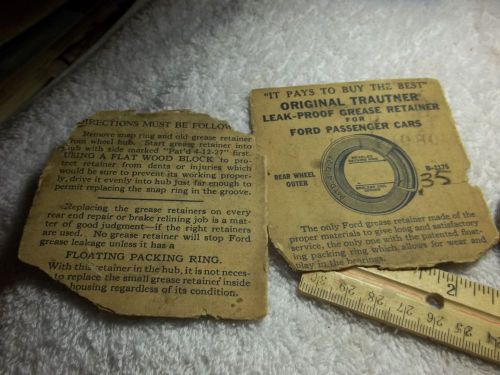 DIRECTIONS MUST BE FOLLOW
Remove snap ring and old grease retainer
from wheel hub. Start grease retainer into
hub with side marked "Pat'd 4-12-27" first.
USING A FLAT WOOD BLOCK to pro-
tect retainer from dents or injuries which
would be sure to prevent its working proper-
ly, drive it evenly into hub just far enough to
permit replacing the snap ring in the groove.
Replacing the grease retainers on every
rear end repair or brake relining job is a mat-
ter of good judgment—if the right retainers
are used. No grease retainer will stop Ford
grease leakage unless it has a
FLOATING PACKING RING.
With this retainer in the hub, it is not neces-
to replace the small grease retainer inside
housing regardless of its condition.
"IT PAYS TO BUY THE BEST"
ORIGINAL TRAUTNER
LEAK-PROOF GREASE RETAINER
FOR
FORD PASSENGER CARS
REAR WHEEL
OUTER
B-1175
35
The only Ford grease retainer made of the
proper materials to give long and satisfactory
service, the only one with the patented float-
ing packing ring which allows for wear and
play in the bearings.
2